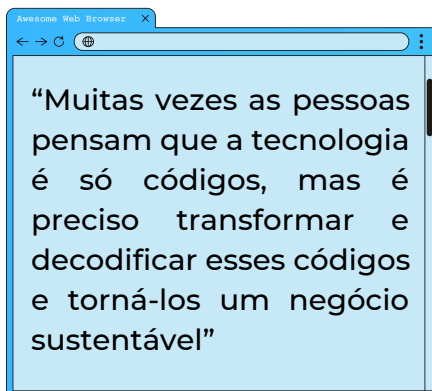 Awesome Web Browser
“Muitas vezes as pessoas
pensam que a tecnologia
é só códigos, mas é
preciso transformar e
decodificar esses códigos
e torná-los um negócio
sustentável”